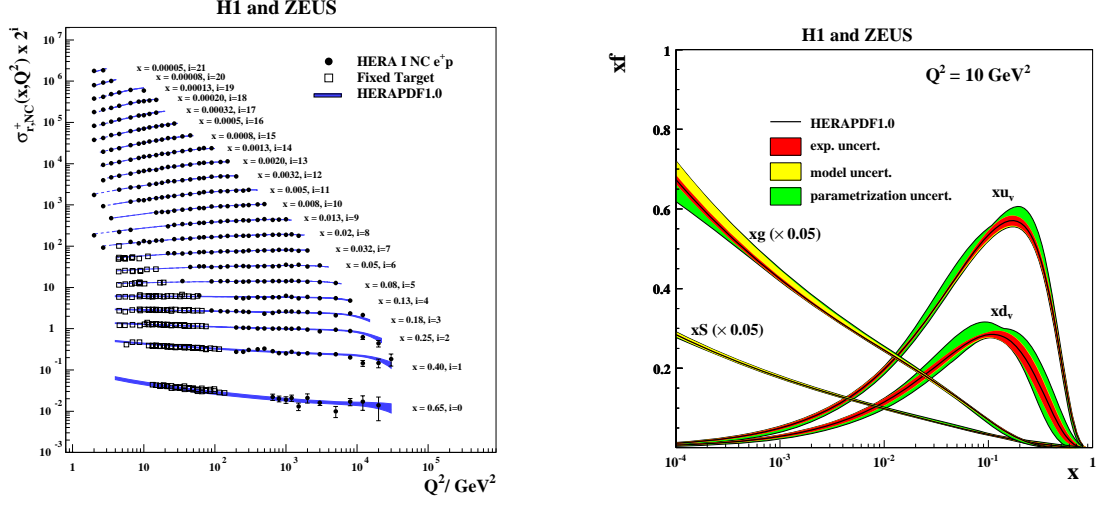 H1 and ZEUS
σ⁺r,NC(x,Q²) x 2ⁱ
10⁷
10⁶
10⁵
10⁴
10³
10²
10
1
10⁻¹
10⁻²
10⁻³
HERA I NC e⁺p
Fixed Target
HERAPDF1.0
x = 0.00005, i=21
x = 0.00008, i=20
x = 0.00013, i=19
x = 0.00020, i=18
x = 0.00032, i=17
x = 0.0005, i=16
x = 0.0008, i=15
x = 0.0013, i=14
x = 0.0020, i=13
x = 0.0032, i=12
x = 0.005, i=11
x = 0.008, i=10
x = 0.013, i=9
x = 0.02, i=8
x = 0.032, i=7
x = 0.05, i=6
x = 0.08, i=5
x = 0.13, i=4
x = 0.18, i=3
x = 0.25, i=2
x = 0.40, i=1
x = 0.65, i=0
1 10 10² 10³ 10⁴ 10⁵
Q²/ GeV²
H1 and ZEUS
xf
1
0.8
0.6
0.4
0.2
Q² = 10 GeV²
HERAPDF1.0
exp. uncert.
model uncert.
parametrization uncert.
xuᵥ
xg (× 0.05)
xS (× 0.05)
xdᵥ
10⁻⁴ 10⁻³ 10⁻² 10⁻¹ 1
x